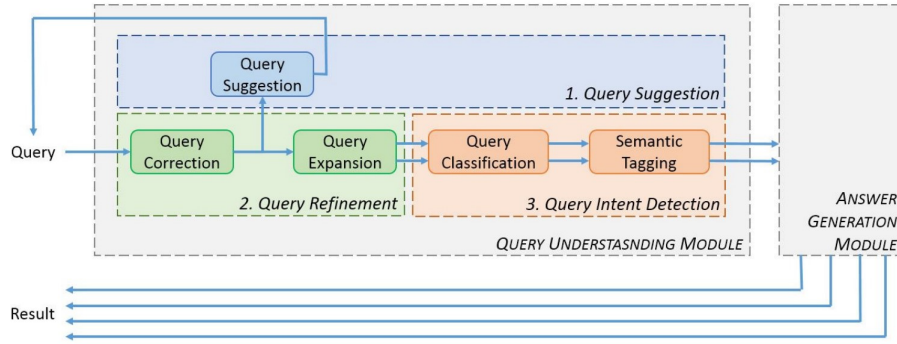 Query
Suggestion
1. Query Suggestion
Query
Query
Correction
Query
Expansion
Query
Classification
Semantic
Tagging
2. Query Refinement
3. Query Intent Detection
QUERY UNDERSTASNDING MODULE
ANSWER
GENERATION
MODULE
Result